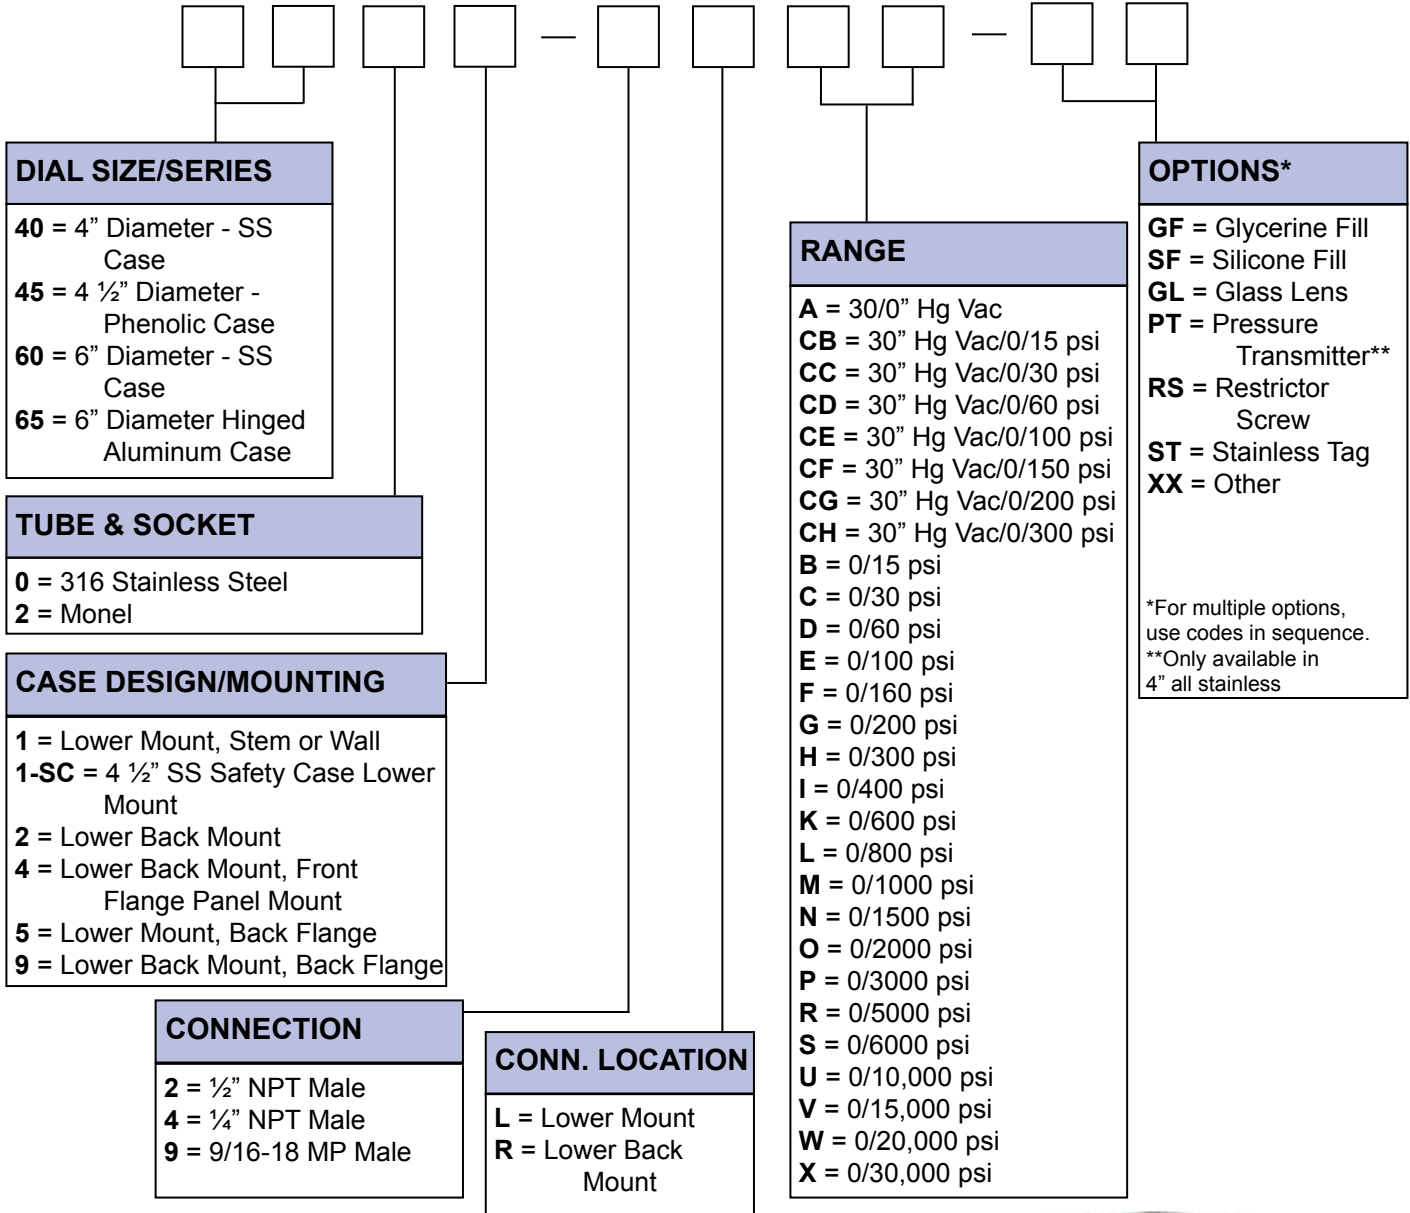 DIAL SIZE/SERIES
40 = 4” Diameter - SS
Case
45 = 4 ½” Diameter -
Phenolic Case
60 = 6” Diameter - SS
Case
65 = 6” Diameter Hinged
Aluminum Case
TUBE & SOCKET
0 = 316 Stainless Steel
2 = Monel
CASE DESIGN/MOUNTING
1 = Lower Mount, Stem or Wall
1-SC = 4 ½” SS Safety Case Lower
Mount
2 = Lower Back Mount
4 = Lower Back Mount, Front
Flange Panel Mount
5 = Lower Mount, Back Flange
9 = Lower Back Mount, Back Flange
CONNECTION
2 = ½” NPT Male
4 = ¼” NPT Male
9 = 9/16-18 MP Male
CONN. LOCATION
L = Lower Mount
R = Lower Back
Mount
RANGE
A = 30/0” Hg Vac
CB = 30” Hg Vac/0/15 psi
CC = 30” Hg Vac/0/30 psi
CD = 30” Hg Vac/0/60 psi
CE = 30” Hg Vac/0/100 psi
CF = 30” Hg Vac/0/150 psi
CG = 30” Hg Vac/0/200 psi
CH = 30” Hg Vac/0/300 psi
B = 0/15 psi
C = 0/30 psi
D = 0/60 psi
E = 0/100 psi
F = 0/160 psi
G = 0/200 psi
H = 0/300 psi
I = 0/400 psi
K = 0/600 psi
L = 0/800 psi
M = 0/1000 psi
N = 0/1500 psi
O = 0/2000 psi
P = 0/3000 psi
R = 0/5000 psi
S = 0/6000 psi
U = 0/10,000 psi
V = 0/15,000 psi
W = 0/20,000 psi
X = 0/30,000 psi
OPTIONS*
GF = Glycerine Fill
SF = Silicone Fill
GL = Glass Lens
PT = Pressure
Transmitter**
RS = Restrictor
Screw
ST = Stainless Tag
XX = Other
*For multiple options,
use codes in sequence.
**Only available in
4” all stainless